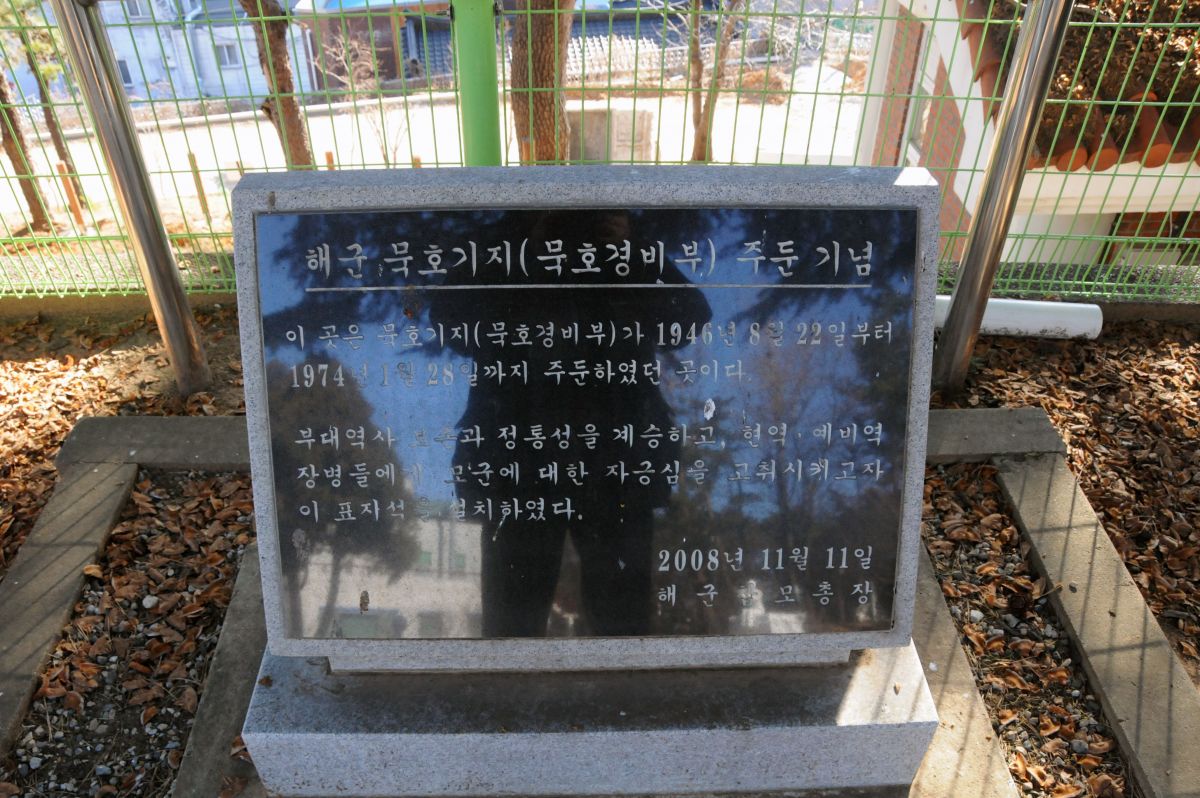 해군 묵호기지(묵호경비부) 주둔 기념
이 곳은 묵호기지(묵호경비부)가 1946년 8월 22일부터
1974년 1월 28일까지 주둔하였던 곳이다.
부대역사 보존과 정통성을 계승하고, 현역·예비역
장병들에게 모군에 대한 자긍심을 고취시키고자
이 표지석을 설치하였다.
2008년 11월 11일
해군참모총장